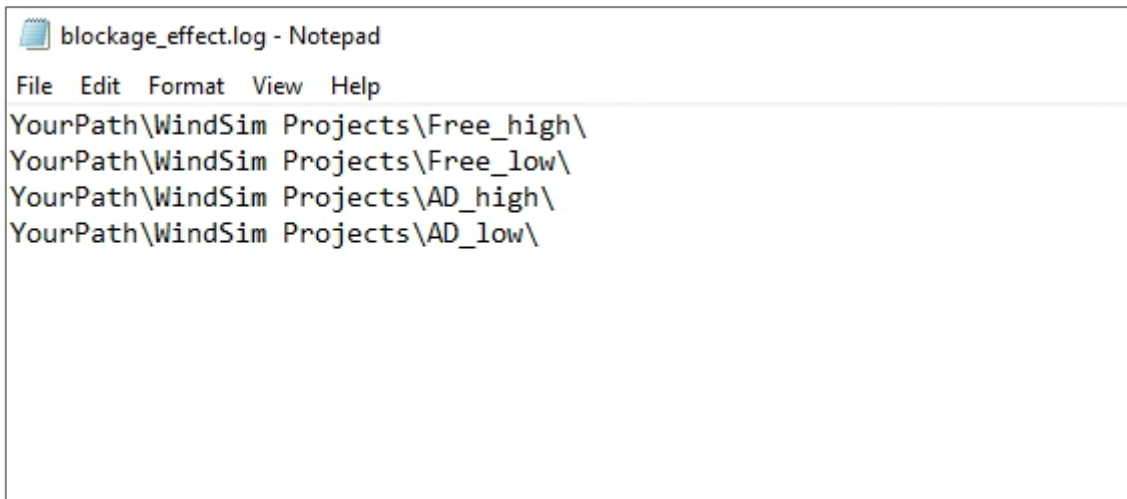 blockage_effect.log - Notepad
File Edit Format View Help
YourPath\WindSim Projects\Free_high\
YourPath\WindSim Projects\Free_low\
YourPath\WindSim Projects\AD_high\
YourPath\WindSim Projects\AD_low\